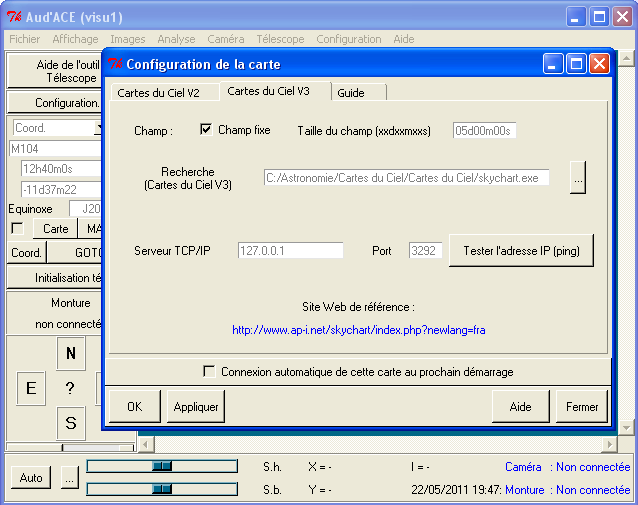 Aud'ACE (visu1)
Fichier Affichage Images Analyse Caméra Télescope Configuration Aide
Aide de l'outil
Télescope
Configuration.
Coord.
M104
12h40m0s
-11d37m22
Equinoxe J20
Carte MA
Coord. GOTO
Initialisation té
Monture
non connecté
N
E ?
S
Configuration de la carte
Cartes du Ciel V2 Cartes du Ciel V3 Guide
Champ : Champ fixe Taille du champ (xxdxxmxxs) 05d00m00s
Recherche
(Cartes du Ciel V3)
C:/Astronomie/Cartes du Ciel/Cartes du Ciel/skychart.exe ...
Serveur TCP/IP 127.0.0.1 Port 3292 Tester l'adresse IP (ping)
Site Web de référence :
http://www.ap-i.net/skychart/index.php?newlang=fra
Connexion automatique de cette carte au prochain démarrage
OK Appliquer Aide Fermer
Auto ...
S.h. X = - I = - Caméra : Non connectée
S.b. Y = - 22/05/2011 19:47: Monture : Non connectée